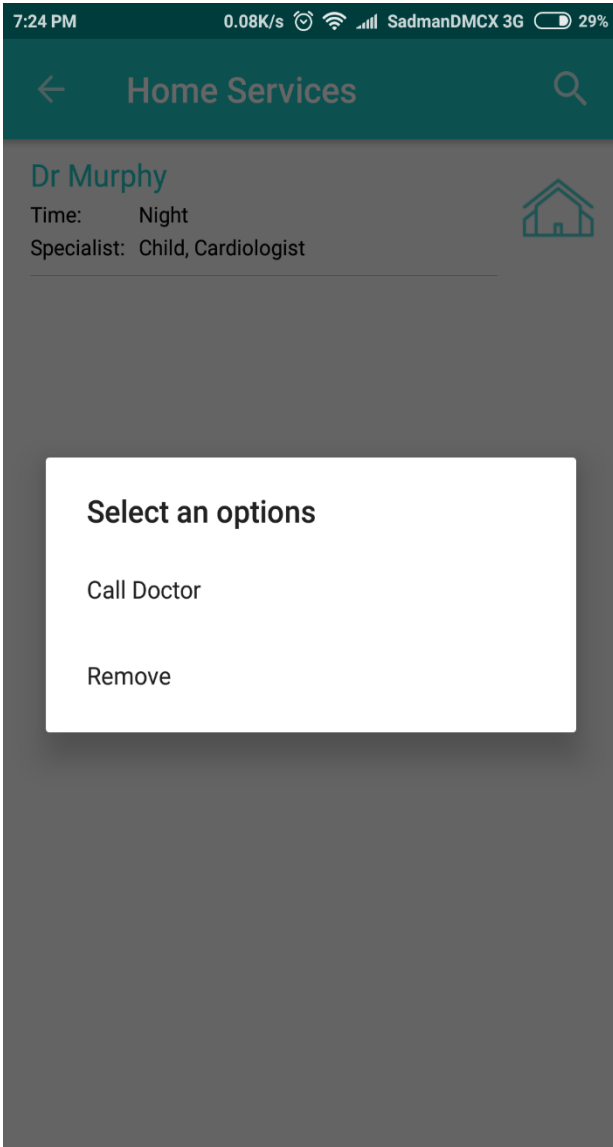 7:24 PM 0.08K/s SadmanDMCX 3G 29%
Home Services
Dr Murphy
Time: Night
Specialist: Child, Cardiologist
Select an options
Call Doctor
Remove